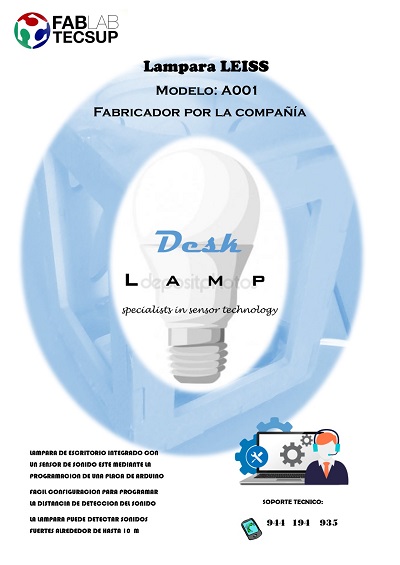 FABLAB
TECSUP
Lampara LEISS
Modelo: A001
Fabricador por la compañía
Desk
Lamp
depositphotos
specialists in sensor technology
LAMPARA DE ESCRITORIO INTEGRADO CON
UN SENSOR DE SONIDO ESTE MEDIANTE LA
PROGRAMACION DE UNA PLACA DE ARDUINO
FACIL CONFIGURACION PARA PROGRAMAR
LA DISTANCIA DE DETECCION DEL SONIDO
LA LAMPARA PUEDE DETECTAR SONIDOS
FUERTES ALREDEDOR DE HASTA 10 M
SOPORTE TECNICO:
944 194 935